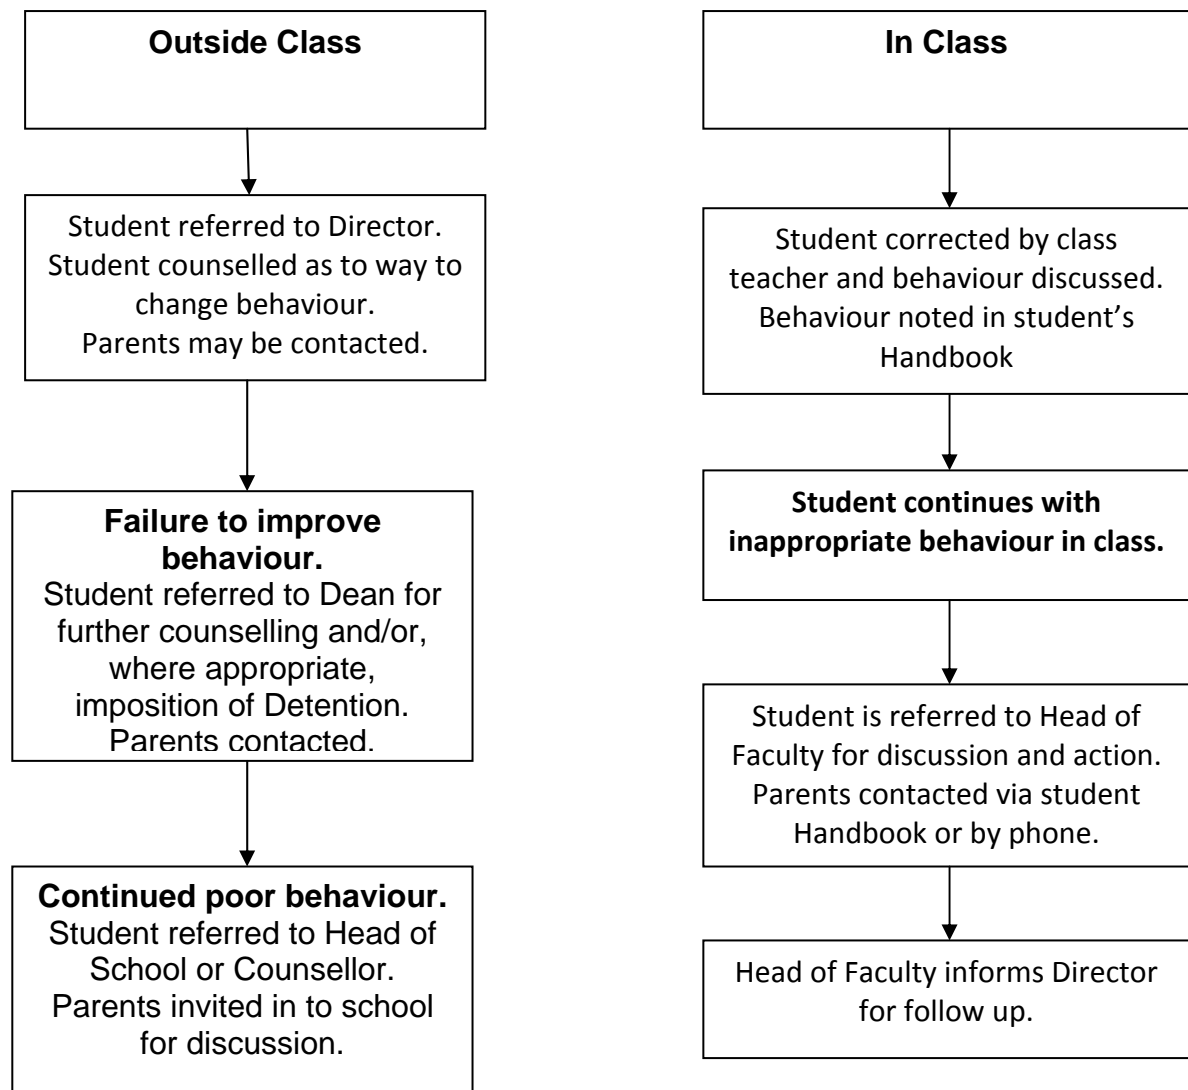 Outside Class
Student referred to Director.
Student counselled as to way to
change behaviour.
Parents may be contacted.
Failure to improve
behaviour.
Student referred to Dean for
further counselling and/or,
where appropriate,
imposition of Detention.
Parents contacted.
Continued poor behaviour.
Student referred to Head of
School or Counsellor.
Parents invited in to school
for discussion.
In Class
Student corrected by class
teacher and behaviour discussed.
Behaviour noted in student’s
Handbook
Student continues with
inappropriate behaviour in class.
Student is referred to Head of
Faculty for discussion and action.
Parents contacted via student
Handbook or by phone.
Head of Faculty informs Director
for follow up.